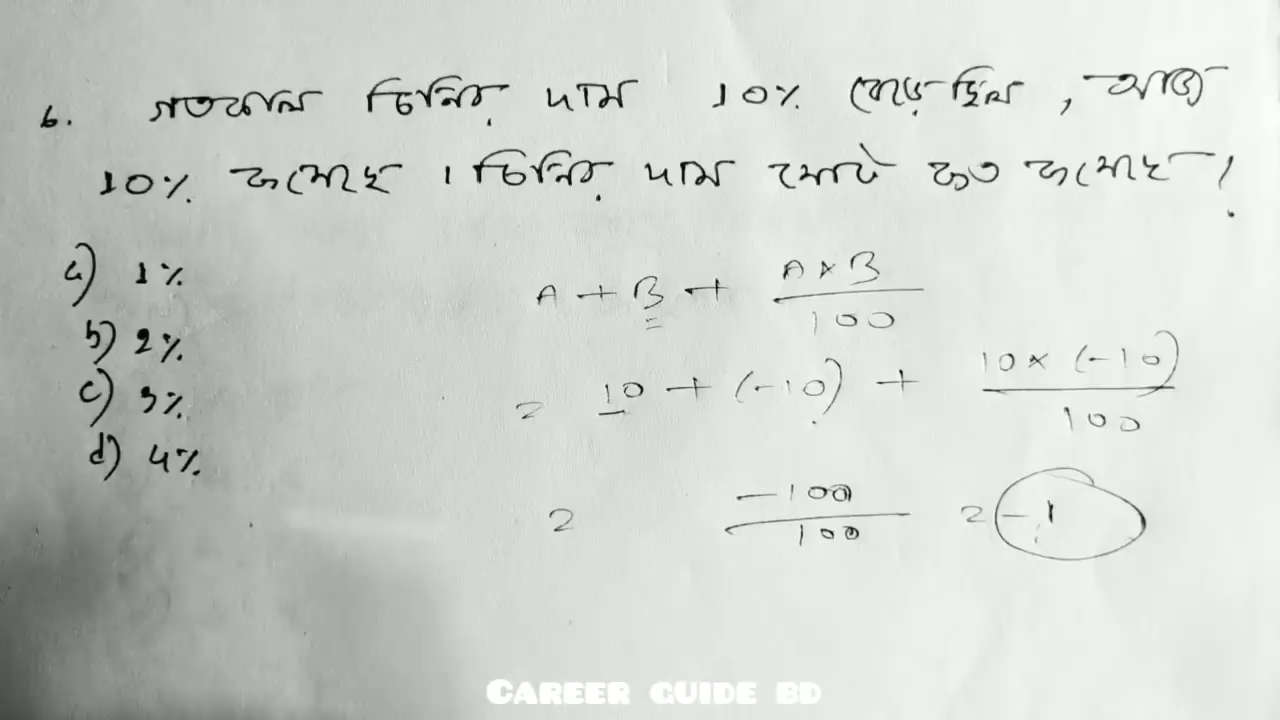 6. গতকাল চিনির দাম 10% বেড়েছিল, আজ
10% কমেছে। চিনির দাম মোট কত কমেছে?
a) 1%
b) 2%
c) 3%
d) 4%
A + B + A × B / 100
= 10 + (-10) + 10 × (-10) / 100
= -100 / 100 = -1
CAREER GUIDE BD